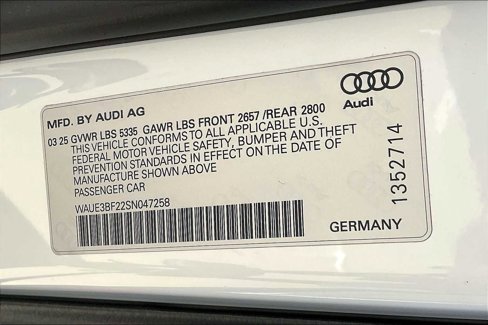 MFD. BY AUDI AG
03 25 GVWR LBS 5335 GAWR LBS FRONT 2657 /REAR 2800
THIS VEHICLE CONFORMS TO ALL APPLICABLE U.S.
FEDERAL MOTOR VEHICLE SAFETY, BUMPER AND THEFT
PREVENTION STANDARDS IN EFFECT ON THE DATE OF
MANUFACTURE SHOWN ABOVE
PASSENGER CAR
WAUE3BF22SN047258
Audi
1352714
GERMANY